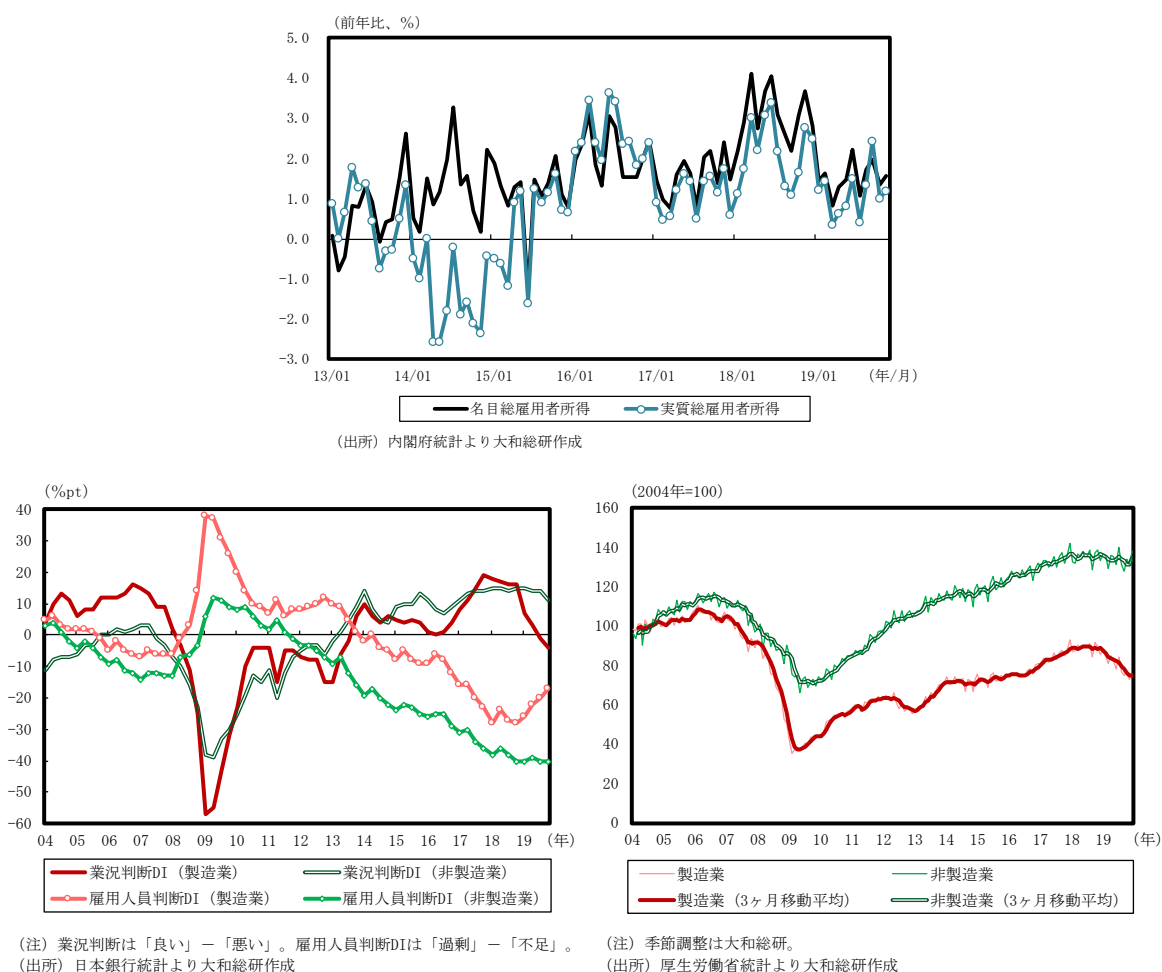 （前年比、%）
5.0
4.0
3.0
2.0
1.0
0.0
-1.0
-2.0
-3.0
13/01 14/01 15/01 16/01 17/01 18/01 19/01 （年/月）
名目総雇用者所得 実質総雇用者所得
（出所）内閣府統計より大和総研作成
（%pt）
40
30
20
10
0
-10
-20
-30
-40
-50
-60
04 05 06 07 08 09 10 11 12 13 14 15 16 17 18 19 （年）
業況判断DI（製造業） 業況判断DI（非製造業）
雇用人員判断DI（製造業） 雇用人員判断DI（非製造業）
（注）業況判断は「良い」－「悪い」。雇用人員判断DIは「過剰」－「不足」。
（出所）日本銀行統計より大和総研作成
（2004年=100）
160
140
120
100
80
60
40
20
0
04 05 06 07 08 09 10 11 12 13 14 15 16 17 18 19 （年）
製造業 非製造業
製造業（3ヶ月移動平均） 非製造業（3ヶ月移動平均）
（注）季節調整は大和総研。
（出所）厚生労働省統計より大和総研作成